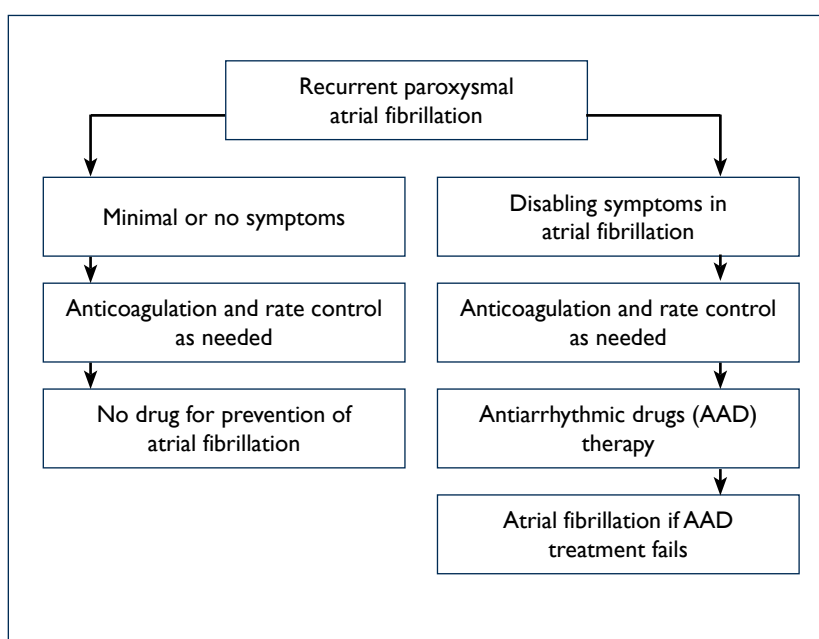 Recurrent paroxysmal
atrial fibrillation
Minimal or no symptoms
Anticoagulation and rate control
as needed
No drug for prevention of
atrial fibrillation
Disabling symptoms in
atrial fibrillation
Anticoagulation and rate control
as needed
Antiarrhythmic drugs (AAD)
therapy
Atrial fibrillation if AAD
treatment fails